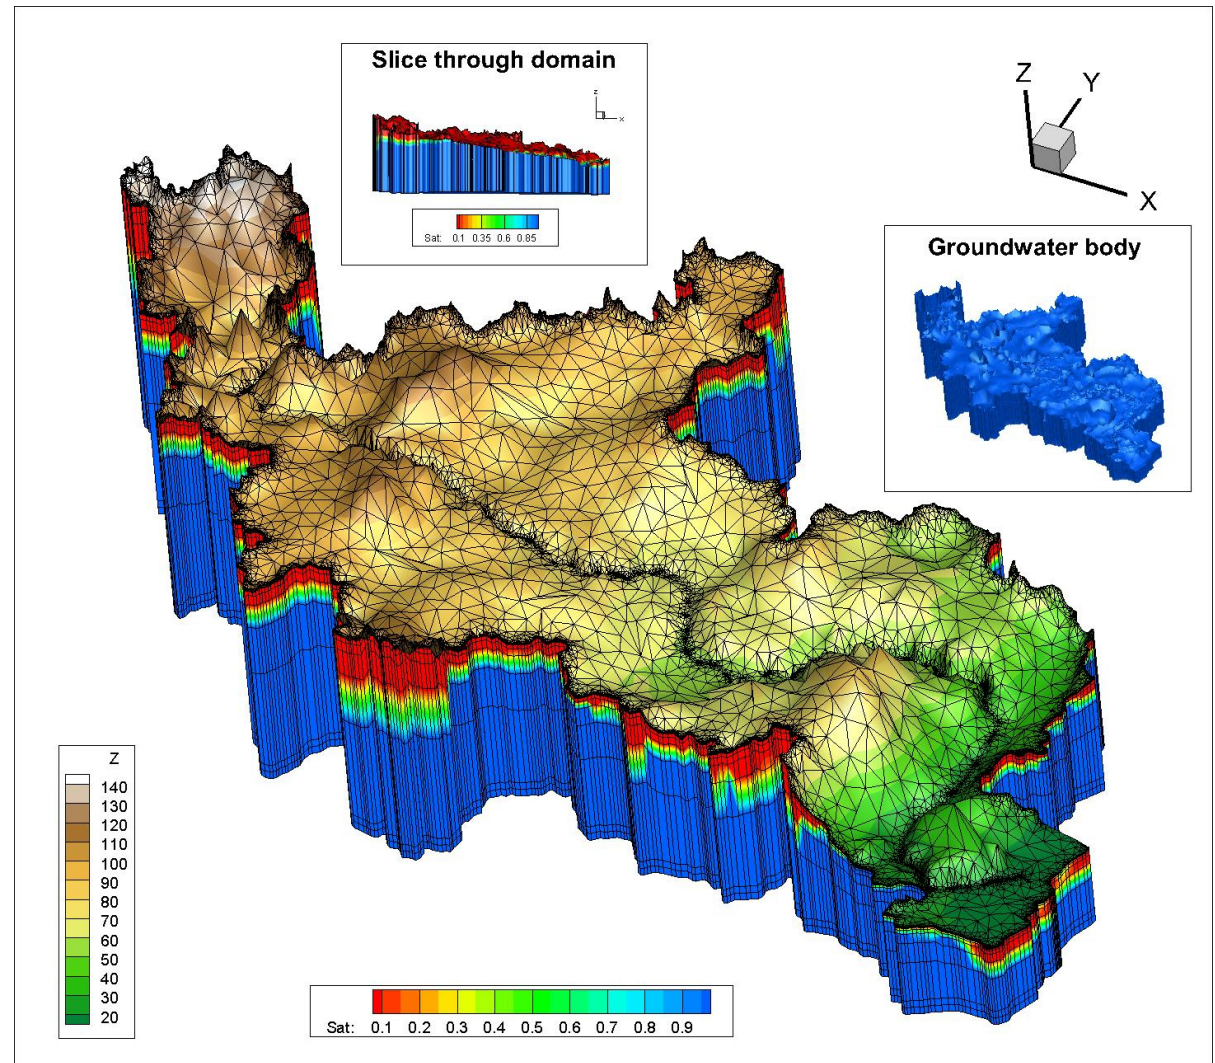 Slice through domain
z
x
Sat: 0.1 0.35 0.6 0.85
Z
Y
X
Groundwater body
Z
140
130
120
110
100
90
80
70
60
50
40
30
20
Sat: 0.1 0.2 0.3 0.4 0.5 0.6 0.7 0.8 0.9